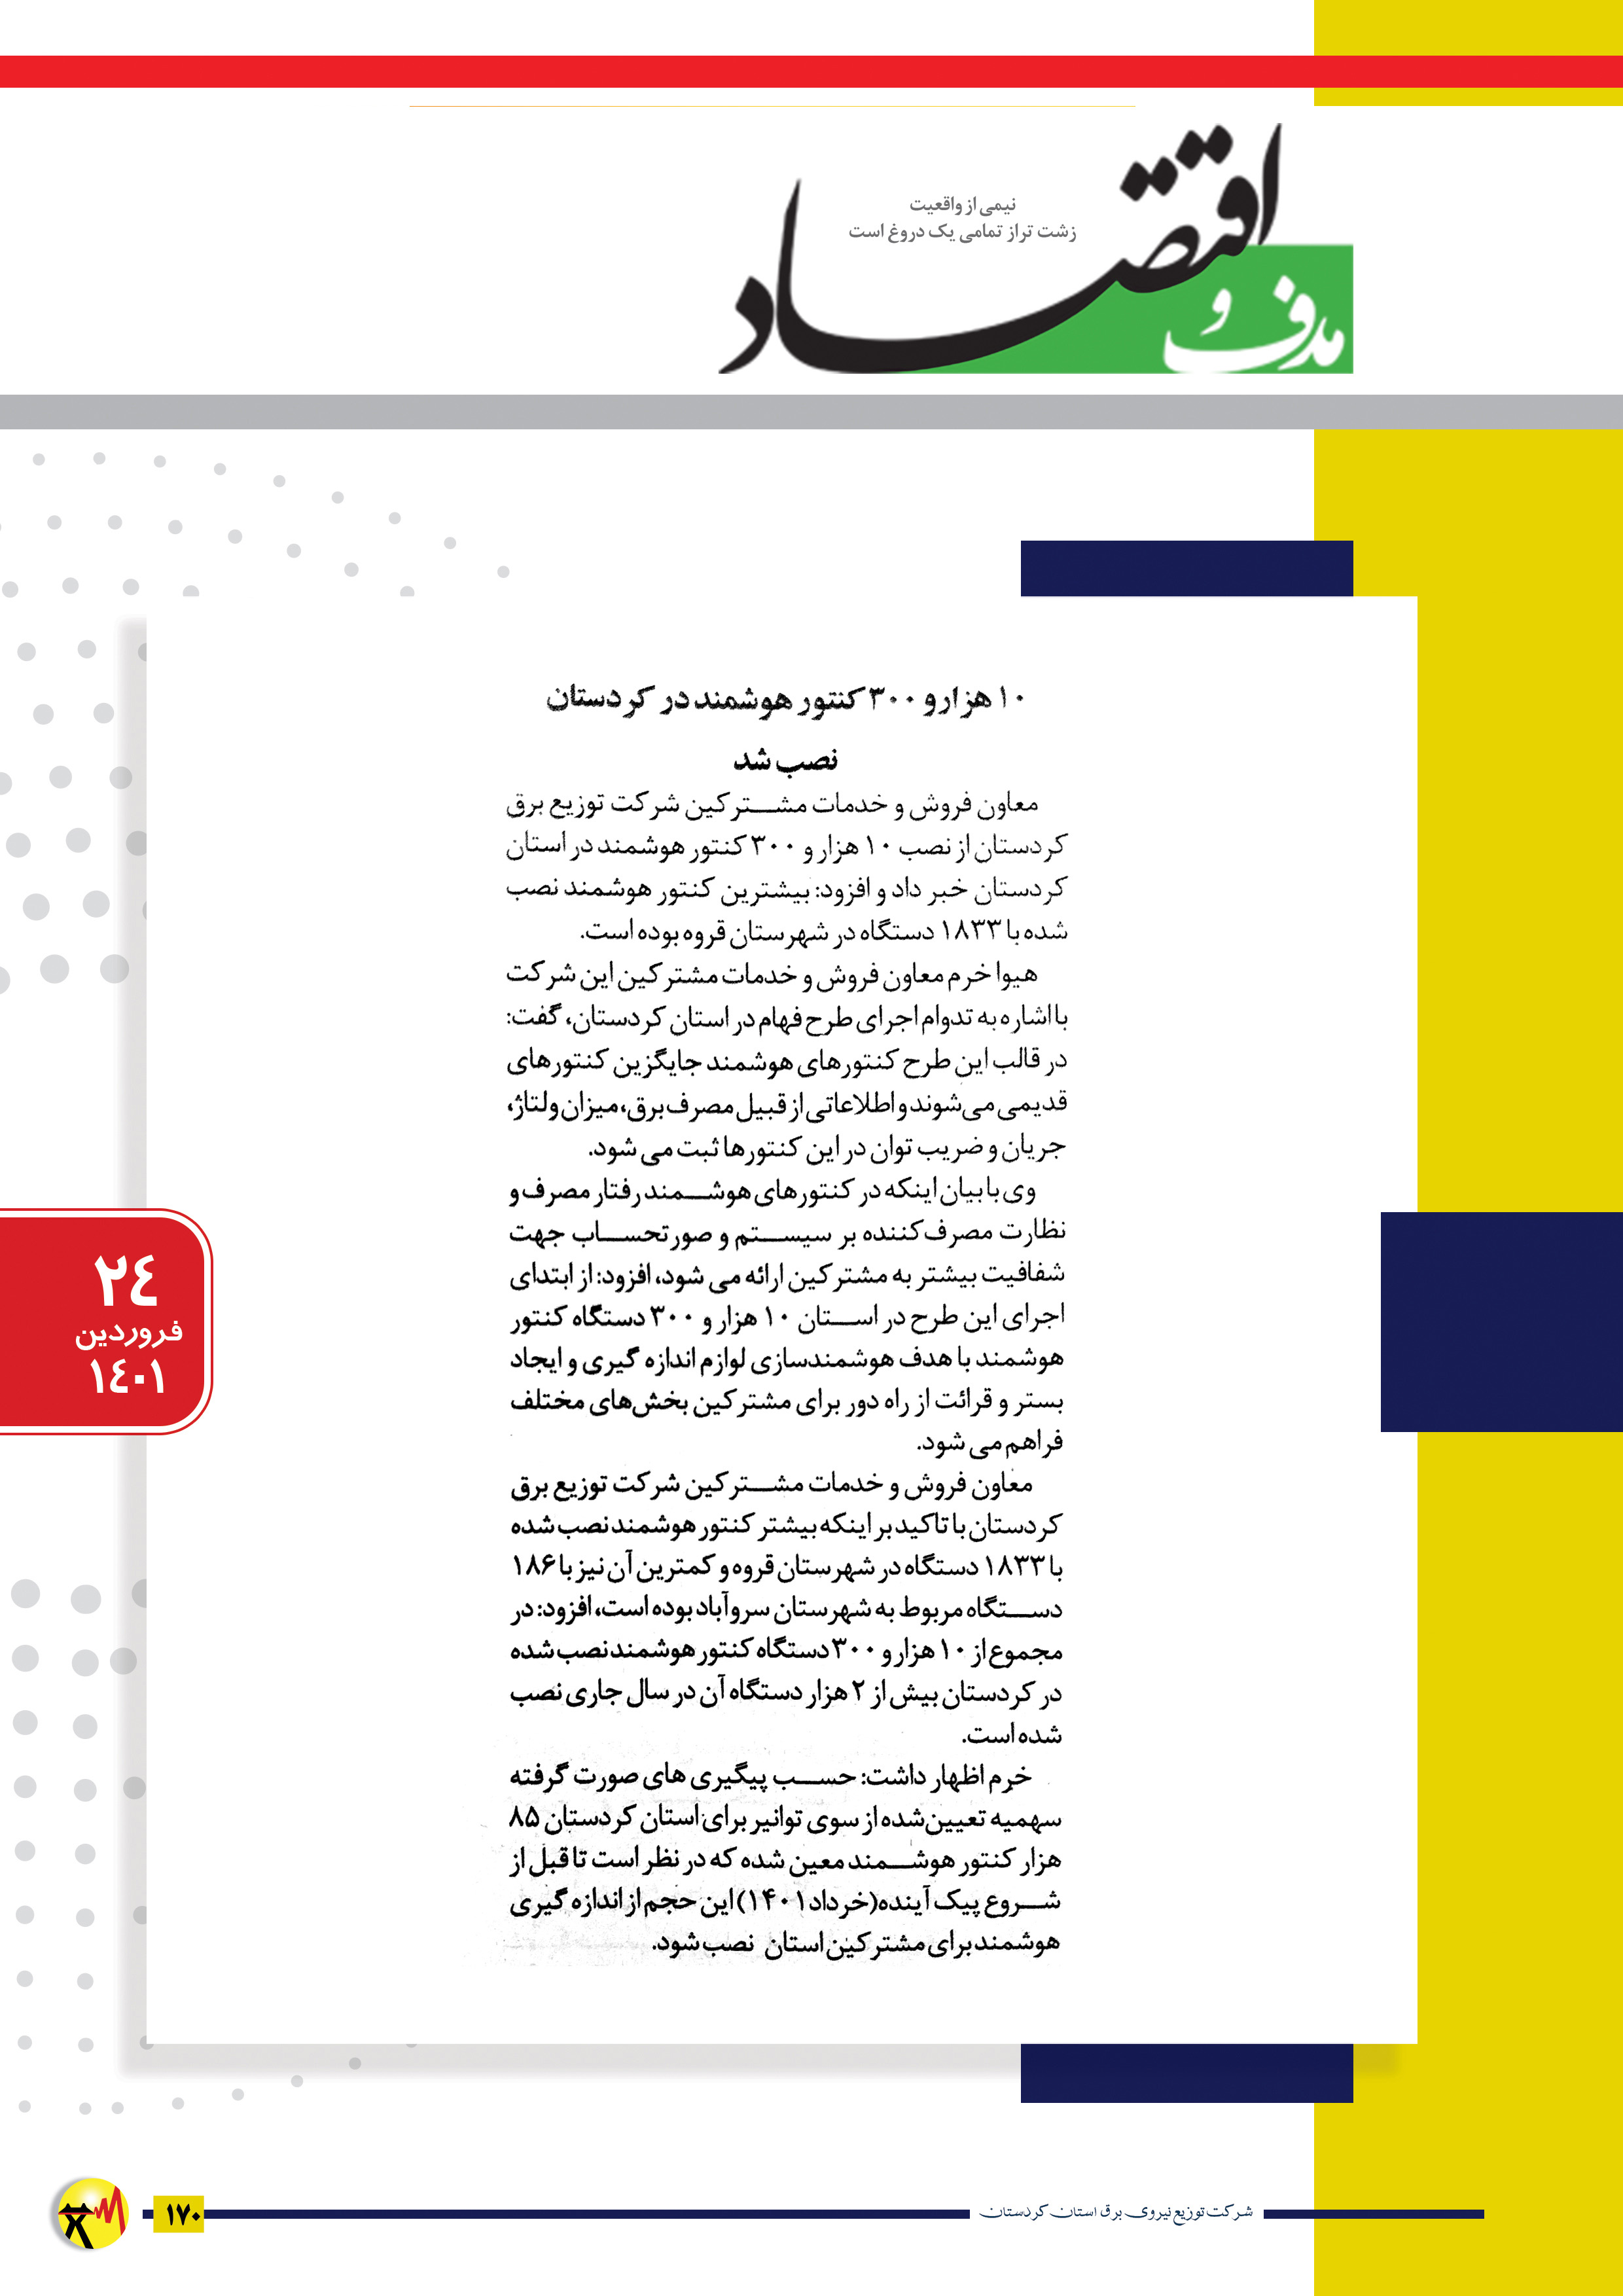 نیمی از واقعیت
زشت تر از تمامی یک دروغ است
هدف و
اقتصاد
۱۰ هزار و ۳۰۰ کنتور هوشمند در کردستان
نصب شد
معاون فروش و خدمات مشترکین شرکت توزیع برق
کردستان از نصب ۱۰ هزار و ۳۰۰ کنتور هوشمند در استان
کردستان خبر داد و افزود: بیشترین کنتور هوشمند نصب
شده با ۱۸۳۳ دستگاه در شهرستان قروه بوده است.
هیوا خرم معاون فروش و خدمات مشترکین این شرکت
با اشاره به تدوام اجرای طرح فهام در استان کردستان، گفت:
در قالب این طرح کنتورهای هوشمند جایگزین کنتورهای
قدیمی می‌شوند و اطلاعاتی از قبیل مصرف برق، میزان ولتاژ،
جریان و ضریب توان در این کنتورها ثبت می شود.
وی با بیان اینکه در کنتورهای هوشمند رفتار مصرف و
نظارت مصرف‌کننده بر سیستم و صورتحساب جهت
شفافیت بیشتر به مشترکین ارائه می شود، افزود: از ابتدای
اجرای این طرح در استان ۱۰ هزار و ۳۰۰ دستگاه کنتور
هوشمند با هدف هوشمندسازی لوازم اندازه گیری و ایجاد
بستر و قرائت از راه دور برای مشترکین بخش‌های مختلف
فراهم می شود.
معاون فروش و خدمات مشترکین شرکت توزیع برق
کردستان با تاکید بر اینکه بیشتر کنتور هوشمند نصب شده
با ۱۸۳۳ دستگاه در شهرستان قروه و کمترین آن نیز با ۱۸۶
دستگاه مربوط به شهرستان سروآباد بوده است، افزود: در
مجموع از ۱۰ هزار و ۳۰۰ دستگاه کنتور هوشمند نصب شده
در کردستان بیش از ۲ هزار دستگاه آن در سال جاری نصب
شده است.
خرم اظهار داشت: حسب پیگیری های صورت گرفته
سهمیه تعیین‌شده از سوی توانیر برای استان کردستان ۸۵
هزار کنتور هوشمند معین شده که در نظر است تا قبل از
شروع پیک آینده (خرداد ۱۴۰۱) این حجم از اندازه گیری
هوشمند برای مشترکین استان نصب شود.
۲٤
فروردین
۱٤۰۱
شرکت توزیع نیروی برق استان کردستان
۱۷۰